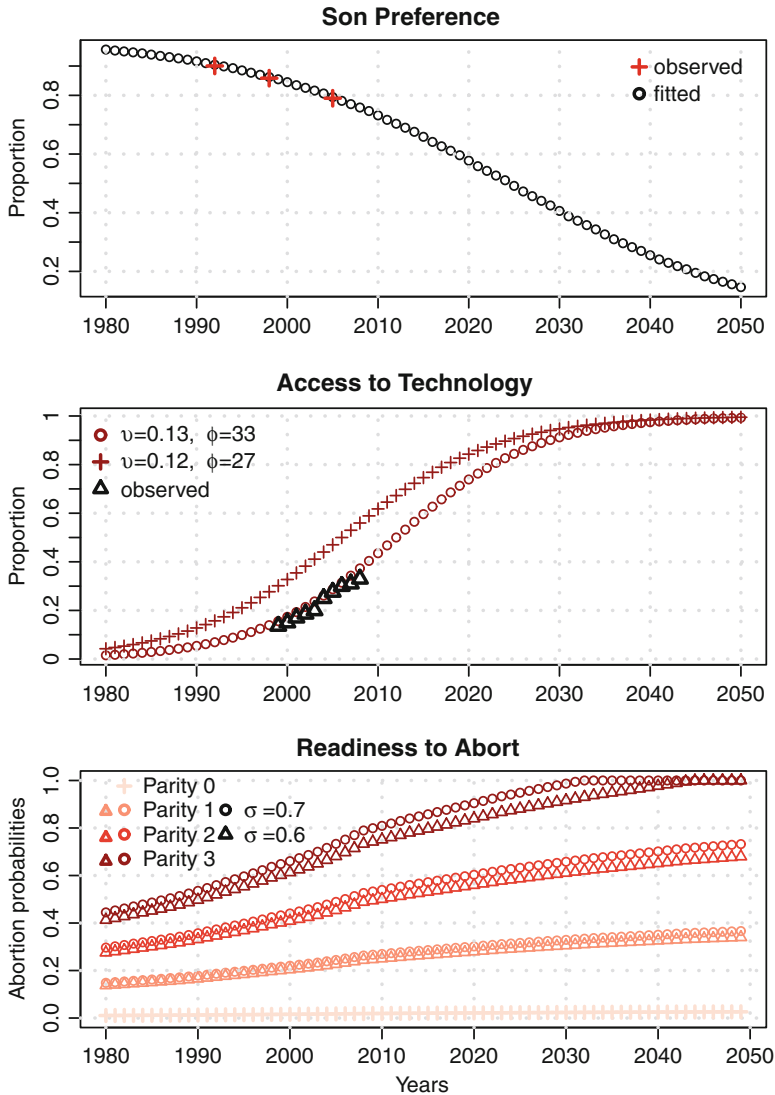 Son Preference
Proportion
0.2 0.4 0.6 0.8
observed
fitted
1980 1990 2000 2010 2020 2030 2040 2050
Access to Technology
Proportion
0 0.2 0.4 0.6 0.8 1
υ=0.13, ϕ=33
υ=0.12, ϕ=27
observed
1980 1990 2000 2010 2020 2030 2040 2050
Readiness to Abort
Abortion probabilities
0.0 0.2 0.4 0.6 0.8 1.0
Parity 0
Parity 1 σ =0.7
Parity 2 σ =0.6
Parity 3
1980 1990 2000 2010 2020 2030 2040 2050
Years